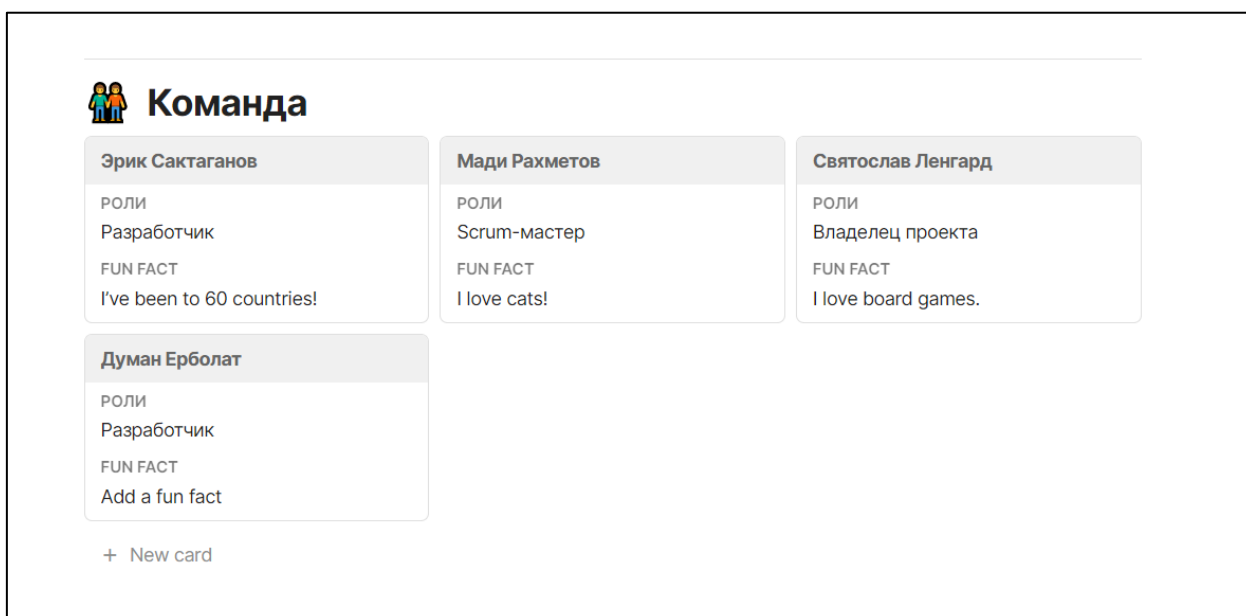 Команда
Эрик Сактаганов
РОЛИ
Разработчик
FUN FACT
I've been to 60 countries!
Мади Рахметов
РОЛИ
Scrum-мастер
FUN FACT
I love cats!
Святослав Ленгард
РОЛИ
Владелец проекта
FUN FACT
I love board games.
Думан Ерболат
РОЛИ
Разработчик
FUN FACT
Add a fun fact
+ New card